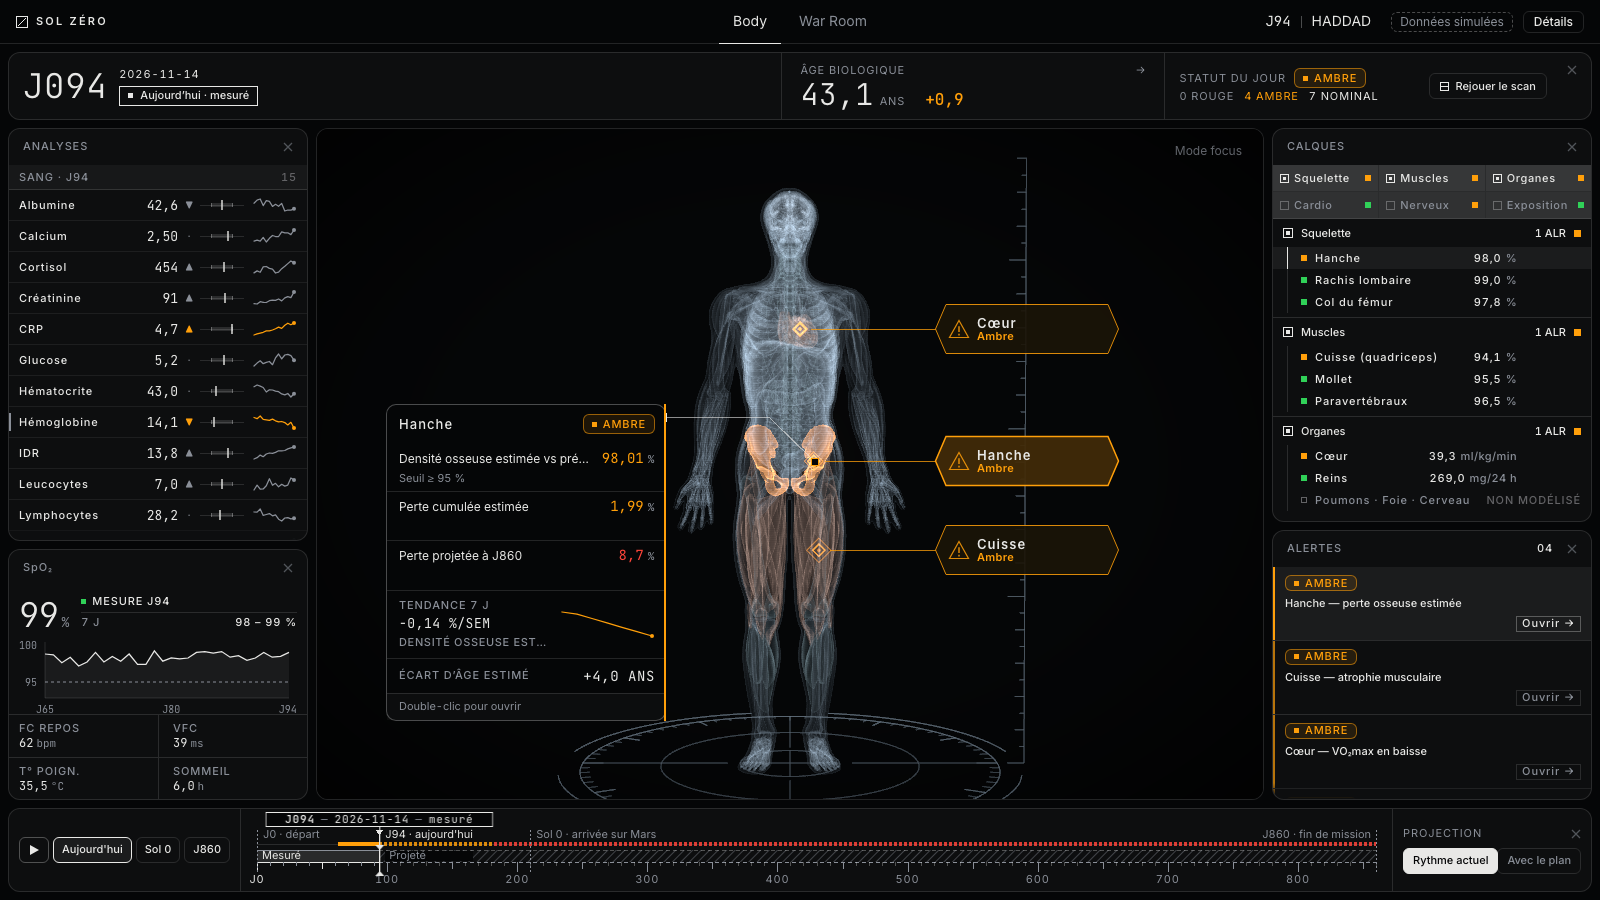 SOL ZÉRO
Body
War Room
J94 | HADDAD
Données simulées
Détails
J094
2026-11-14
Aujourd'hui · mesuré
ÂGE BIOLOGIQUE
43,1 ANS +0,9
STATUT DU JOUR AMBRE
0 ROUGE 4 AMBRE 7 NOMINAL
Rejouer le scan
ANALYSES
SANG · J94 15
Albumine 42,6
Calcium 2,50
Cortisol 454
Créatinine 91
CRP 4,7
Glucose 5,2
Hématocrite 43,0
Hémoglobine 14,1
IDR 13,8
Leucocytes 7,0
Lymphocytes 28,2
SpO₂
99 %
MESURE J94
7 J 98 – 99 %
100
95
J65 J80 J94
FC REPOS
62 bpm
VFC
39 ms
T° POIGN.
35,5 °C
SOMMEIL
6,0 h
Mode focus
Cœur
Ambre
Hanche
Ambre
Cuisse
Ambre
Hanche AMBRE
Densité osseuse estimée vs pré… 98,01 %
Seuil ≥ 95 %
Perte cumulée estimée 1,99 %
Perte projetée à J860 8,7 %
TENDANCE 7 J
-0,14 %/SEM
DENSITÉ OSSEUSE EST…
ÉCART D'ÂGE ESTIMÉ +4,0 ANS
Double-clic pour ouvrir
CALQUES
Squelette Muscles Organes
Cardio Nerveux Exposition
Squelette 1 ALR
Hanche 98,0 %
Rachis lombaire 99,0 %
Col du fémur 97,8 %
Muscles 1 ALR
Cuisse (quadriceps) 94,1 %
Mollet 95,5 %
Paravertébraux 96,5 %
Organes 1 ALR
Cœur 39,3 ml/kg/min
Reins 269,0 mg/24 h
Poumons · Foie · Cerveau NON MODÉLISÉ
ALERTES 04
AMBRE
Hanche — perte osseuse estimée
Ouvrir →
AMBRE
Cuisse — atrophie musculaire
Ouvrir →
AMBRE
Cœur — VO₂max en baisse
Ouvrir →
Aujourd'hui
Sol 0
J860
J094 — 2026-11-14 — mesuré
J0 · départ
J94 · aujourd'hui
Sol 0 · arrivée sur Mars
J860 · fin de mission
Mesuré
Projeté
J0 100 200 300 400 500 600 700 800
PROJECTION
Rythme actuel
Avec le plan